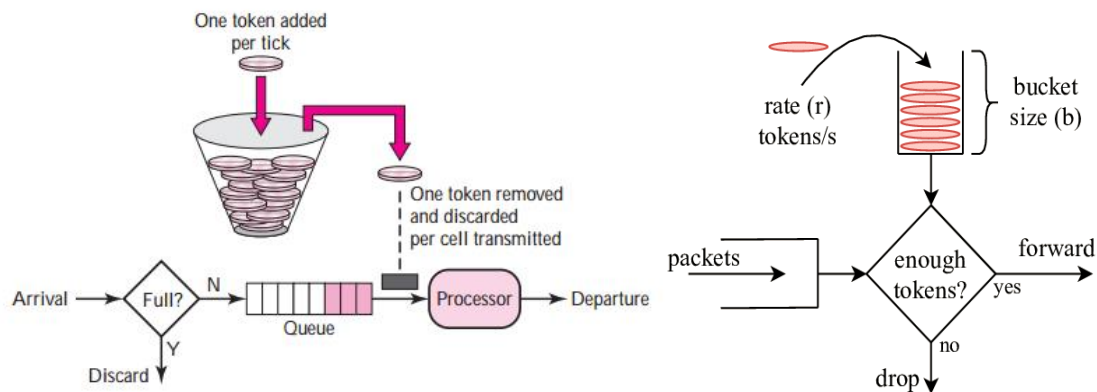 One token added
per tick
One token removed
and discarded
per cell transmitted
Arrival
Full?
N
Y
Discard
Queue
Processor
Departure
rate (r)
tokens/s
bucket
size (b)
packets
enough
tokens?
yes
forward
no
drop